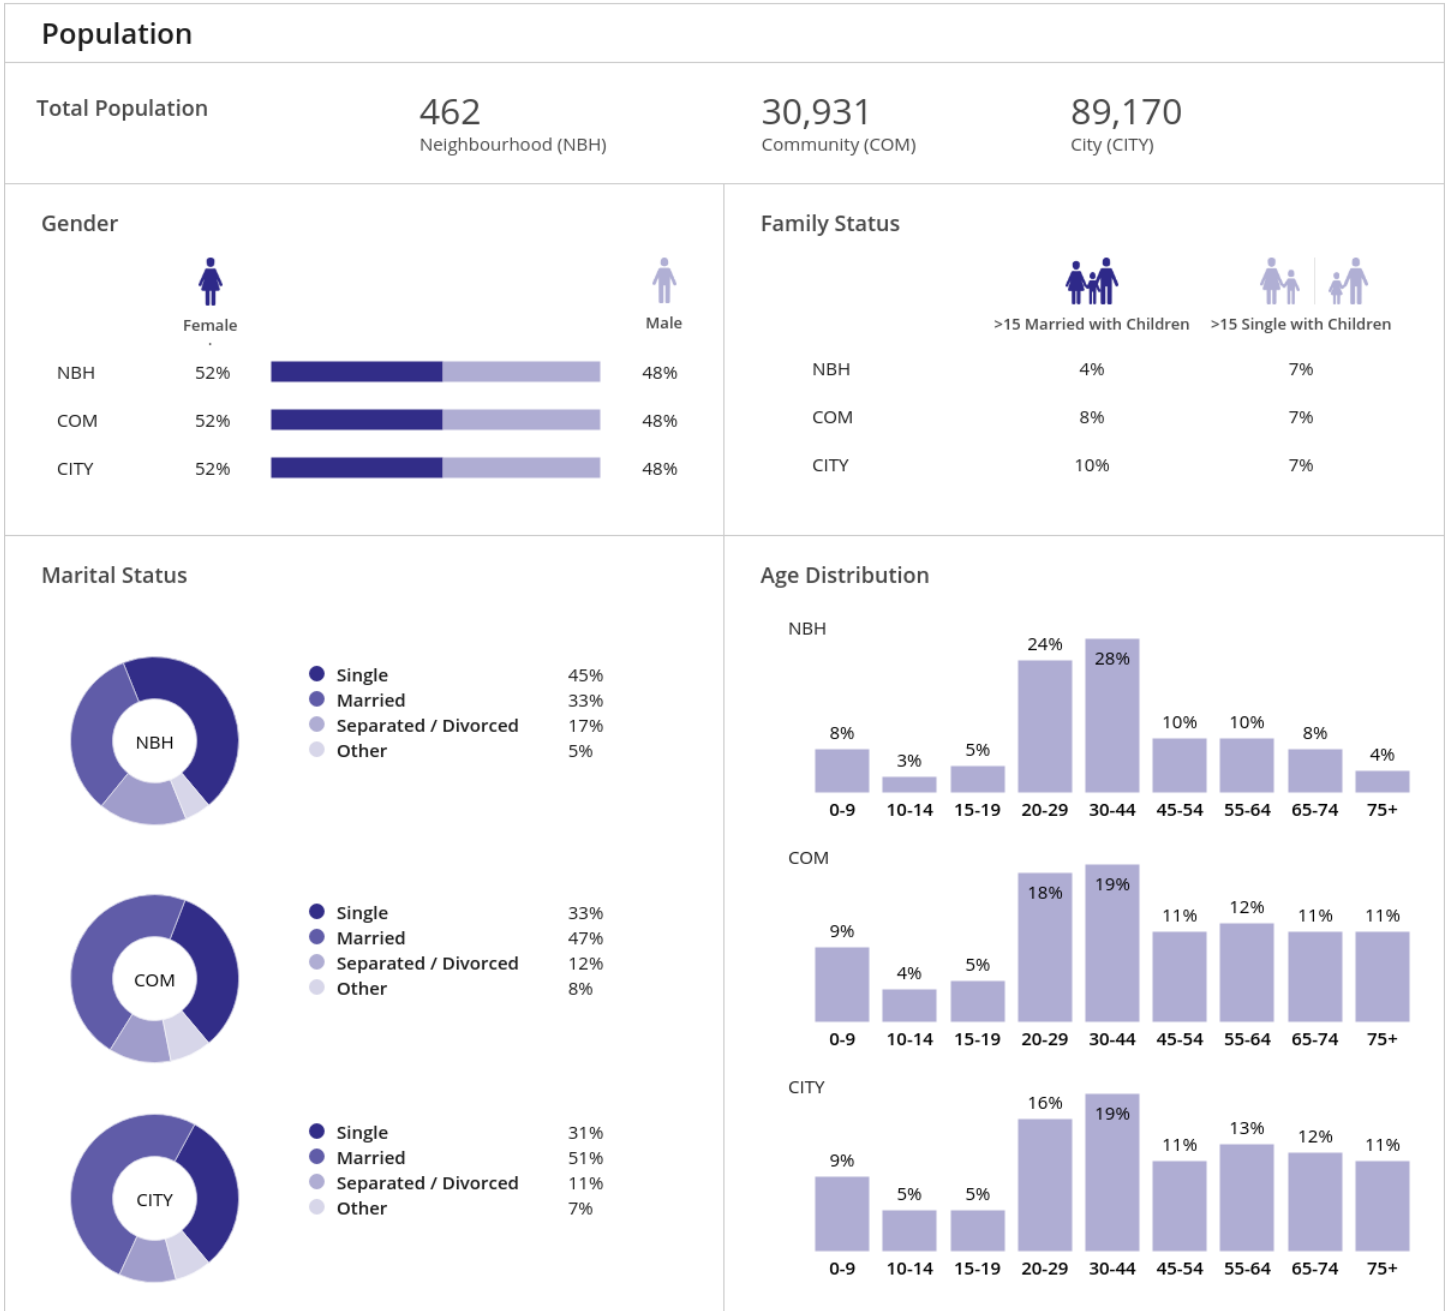 Population
Total Population
462
Neighbourhood (NBH)
30,931
Community (COM)
89,170
City (CITY)
Gender
Female
.
Male
NBH 52% 48%
COM 52% 48%
CITY 52% 48%
Family Status
>15 Married with Children >15 Single with Children
NBH 4% 7%
COM 8% 7%
CITY 10% 7%
Marital Status
NBH
Single 45%
Married 33%
Separated / Divorced 17%
Other 5%
COM
Single 33%
Married 47%
Separated / Divorced 12%
Other 8%
CITY
Single 31%
Married 51%
Separated / Divorced 11%
Other 7%
Age Distribution
NBH
8% 3% 5% 24% 28% 10% 10% 8% 4%
0-9 10-14 15-19 20-29 30-44 45-54 55-64 65-74 75+
COM
9% 4% 5% 18% 19% 11% 12% 11% 11%
0-9 10-14 15-19 20-29 30-44 45-54 55-64 65-74 75+
CITY
9% 5% 5% 16% 19% 11% 13% 12% 11%
0-9 10-14 15-19 20-29 30-44 45-54 55-64 65-74 75+